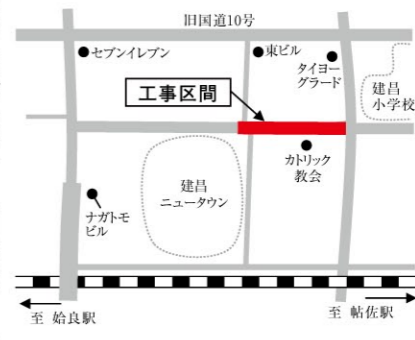 旧国道10号
セブンイレブン
東ビル
タイヨー
グラード
建昌
小学校
工事区間
カトリック
教会
建昌
ニュータウン
ナガトモ
ビル
至 姶良駅
至 帖佐駅